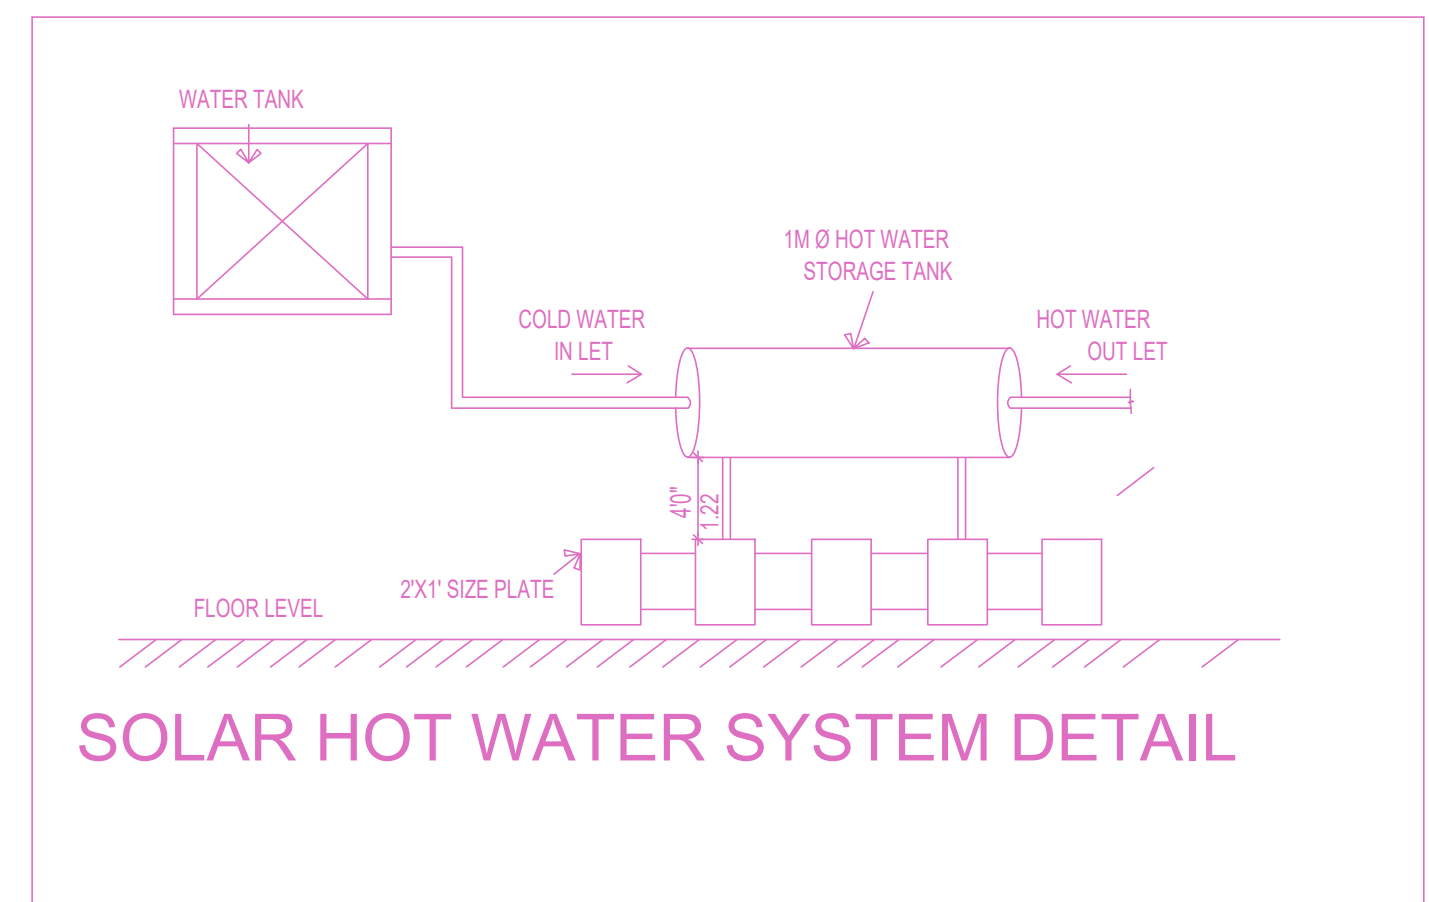 WATER TANK
1M Ø HOT WATER
STORAGE TANK
COLD WATER
IN LET
HOT WATER
OUT LET
4'0"
1.22
2'X1' SIZE PLATE
FLOOR LEVEL
SOLAR HOT WATER SYSTEM DETAIL